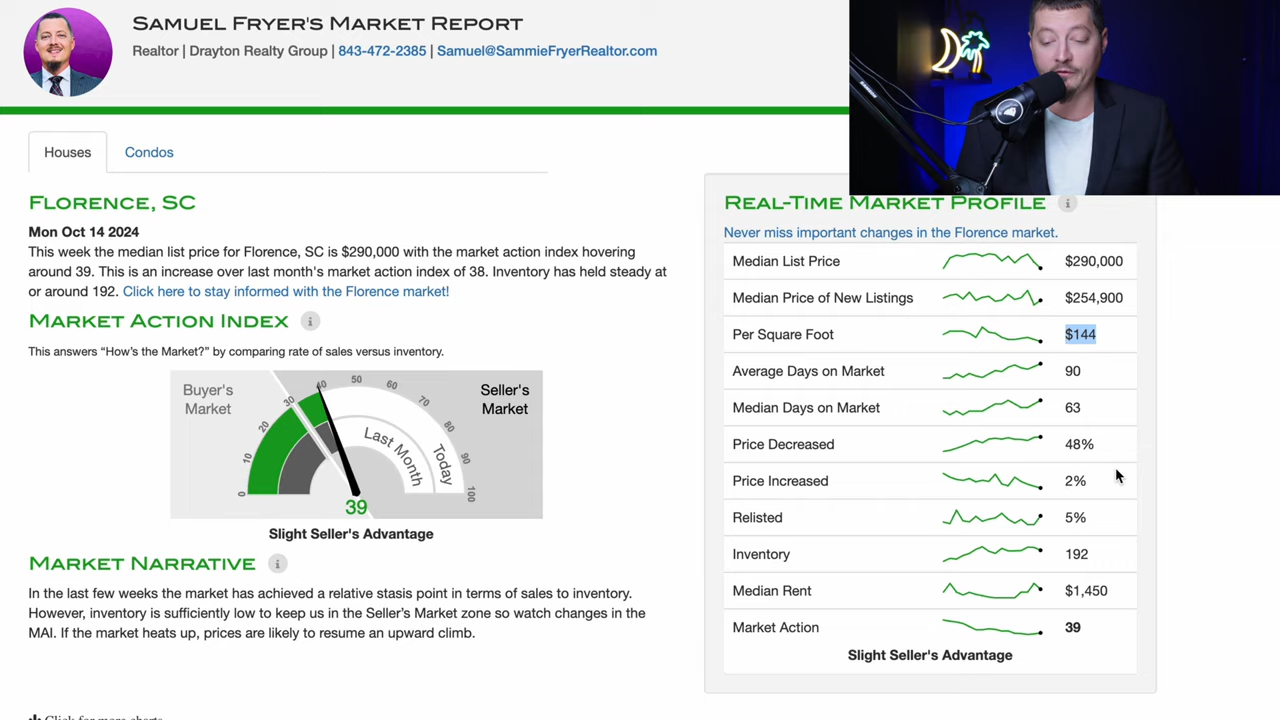 Samuel Fryer's Market Report
Realtor | Drayton Realty Group | 843-472-2385 | Samuel@SammieFryerRealtor.com
Houses
Condos
Florence, SC
Mon Oct 14 2024
This week the median list price for Florence, SC is $290,000 with the market action index hovering
around 39. This is an increase over last month's market action index of 38. Inventory has held steady at
or around 192. Click here to stay informed with the Florence market!
Market Action Index
This answers “How's the Market?” by comparing rate of sales versus inventory.
Buyer's
Market
Seller's
Market
0
10
20
30
40
50
60
70
80
90
100
Last Month
Today
39
Slight Seller's Advantage
Market Narrative
In the last few weeks the market has achieved a relative stasis point in terms of sales to inventory.
However, inventory is sufficiently low to keep us in the Seller’s Market zone so watch changes in the
MAI. If the market heats up, prices are likely to resume an upward climb.
Click for more charts
Real-Time Market Profile
Never miss important changes in the Florence market.
Median List Price $290,000
Median Price of New Listings $254,900
Per Square Foot $144
Average Days on Market 90
Median Days on Market 63
Price Decreased 48%
Price Increased 2%
Relisted 5%
Inventory 192
Median Rent $1,450
Market Action 39
Slight Seller's Advantage